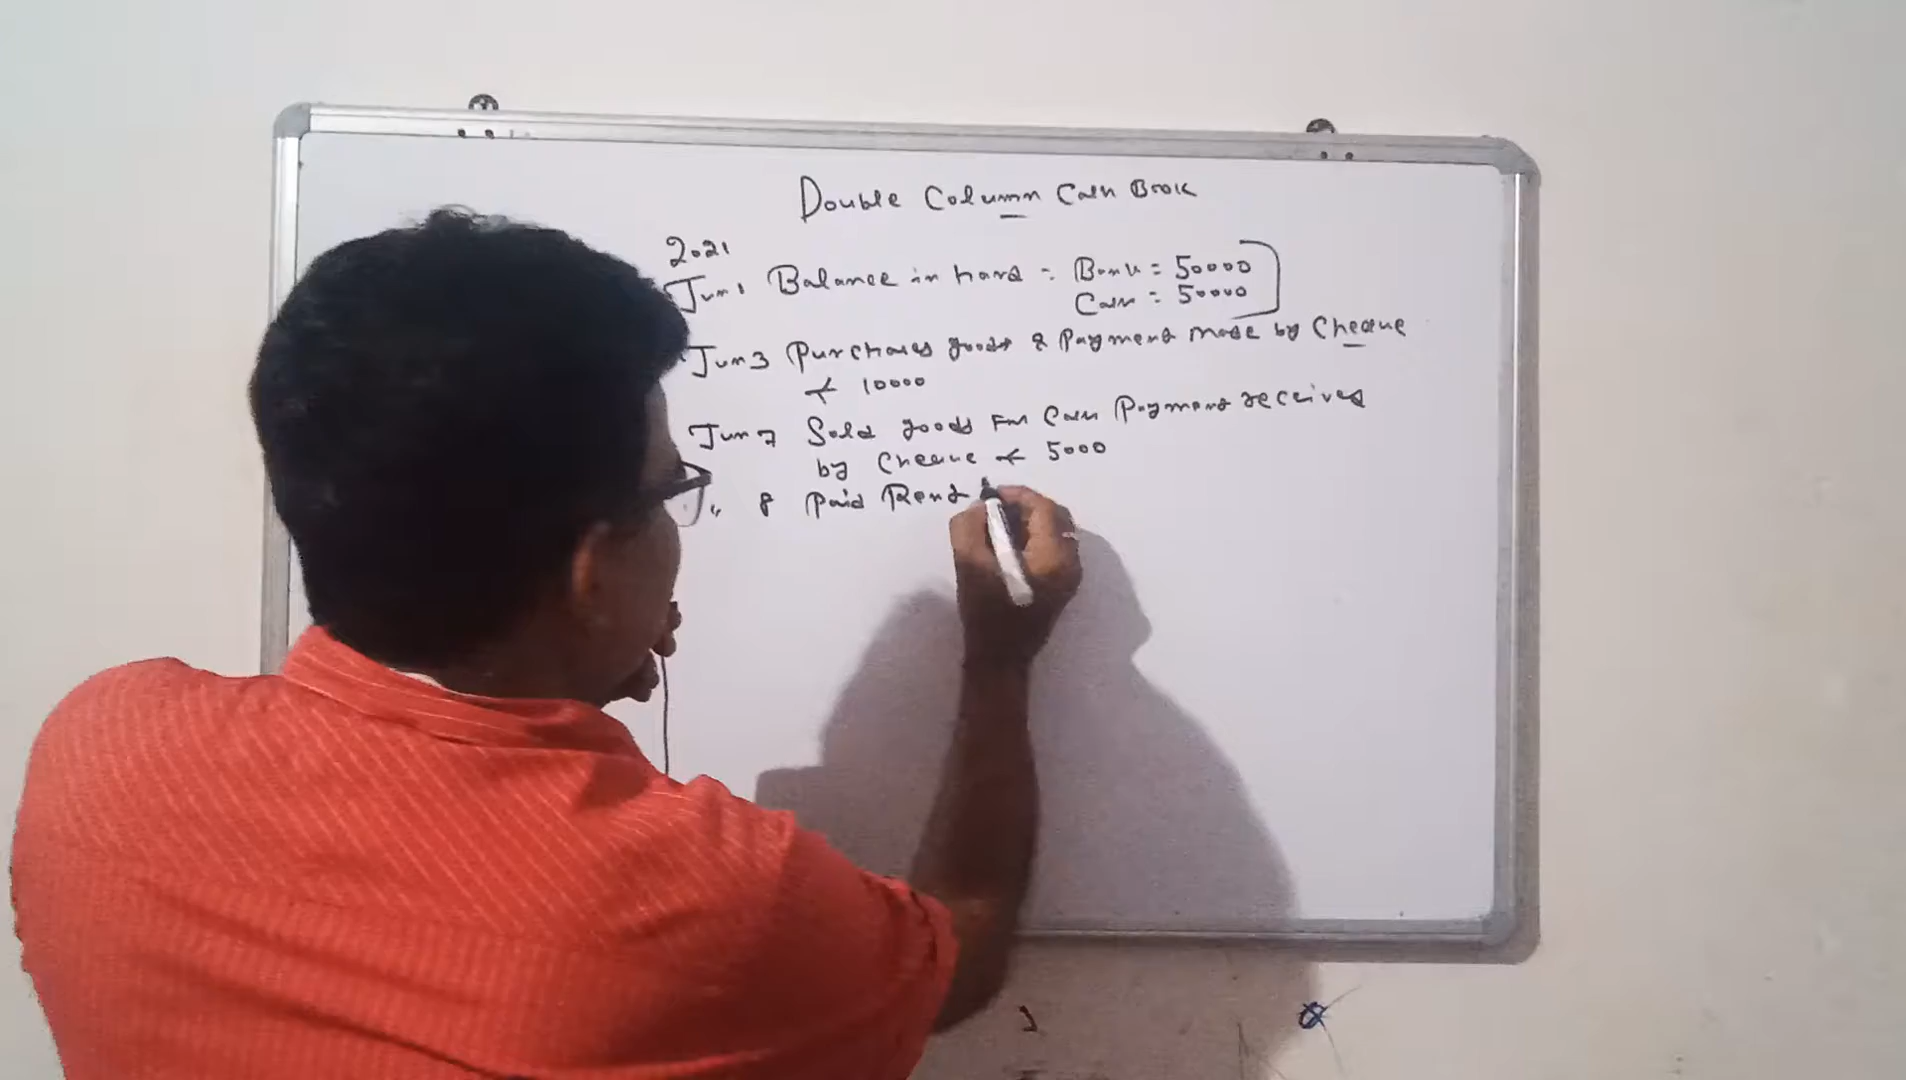 Double Column Cash Book
2021
Jun 1 Balance in hand = Bank = 50000
Cash = 50000
Jun 3 Purchases goods & Payment made by Cheque
10000
Jun 7 Sold goods For Cash Payment received
by Cheque 5000
" 8 Paid Rent